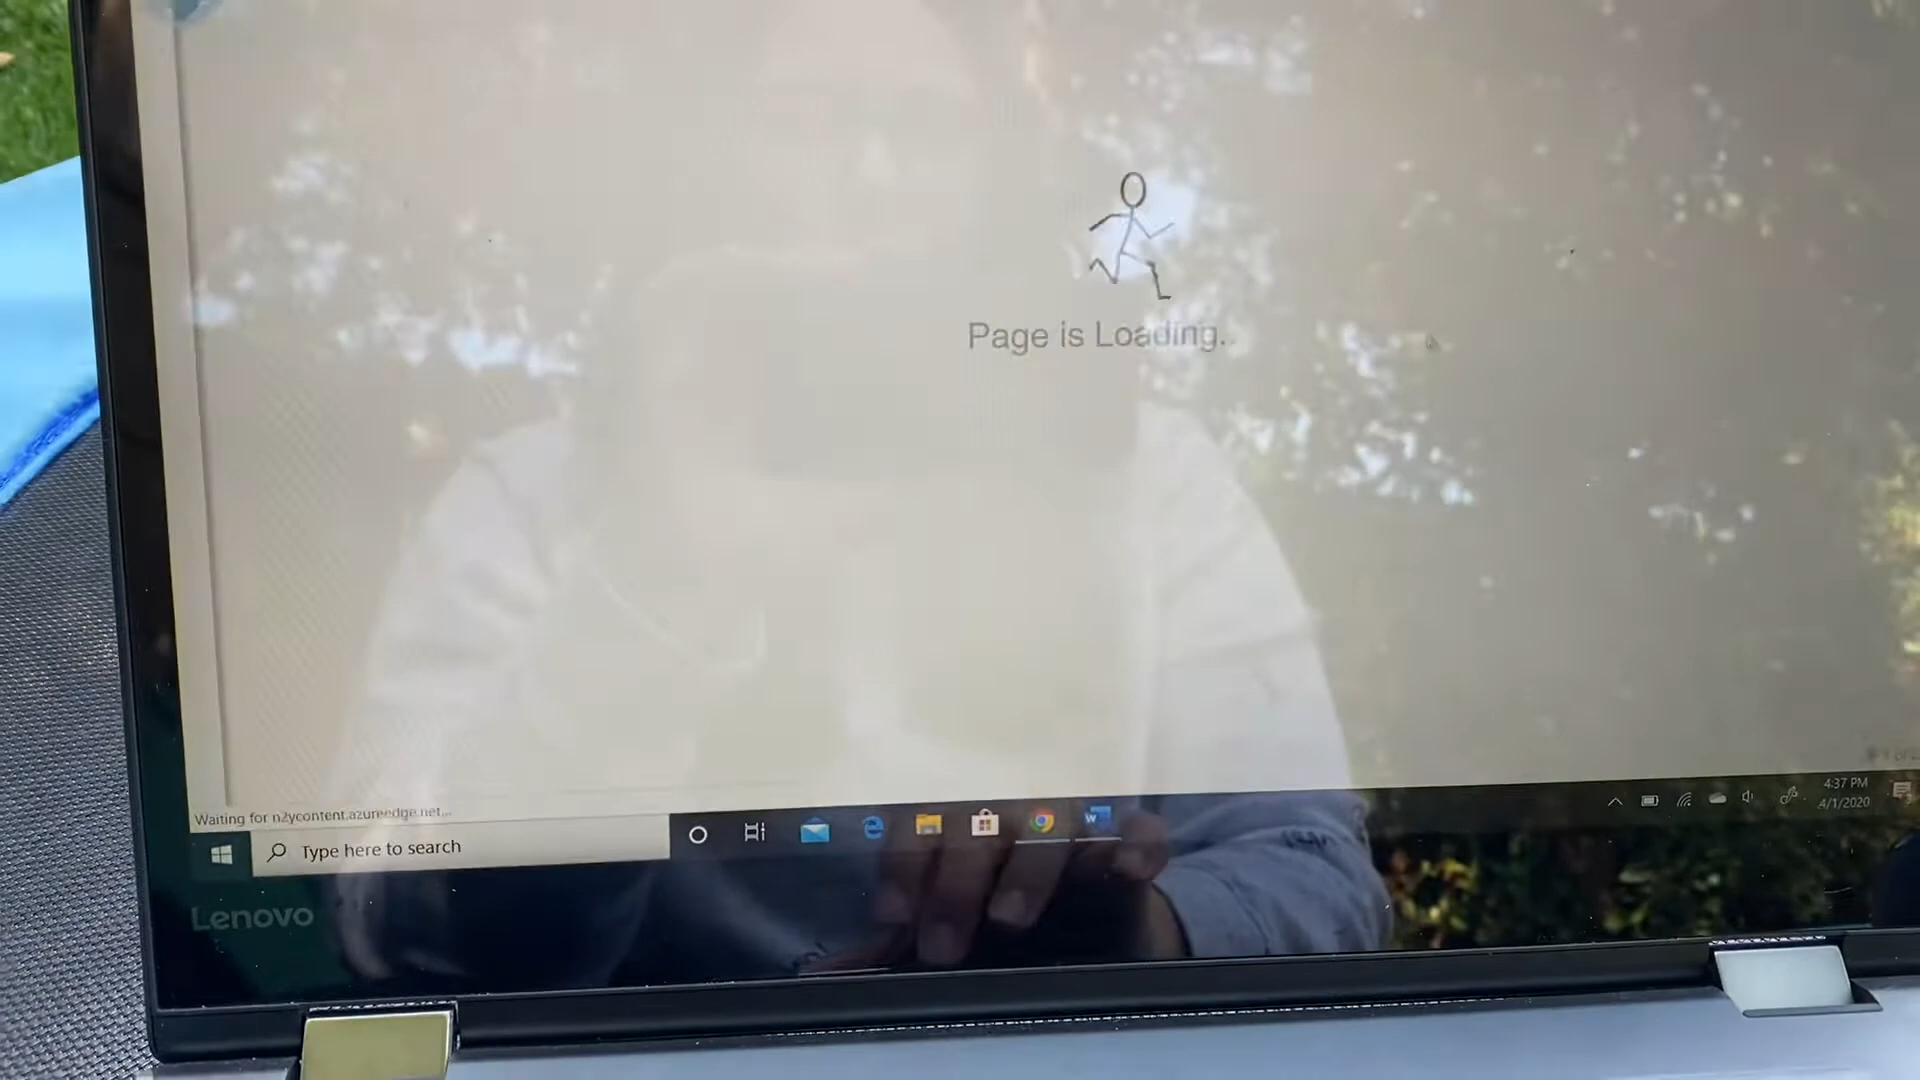 Page is Loading..
Waiting for n2ycontent.azureedge.net...
4:37 PM
4/1/2020
Type here to search
Lenovo